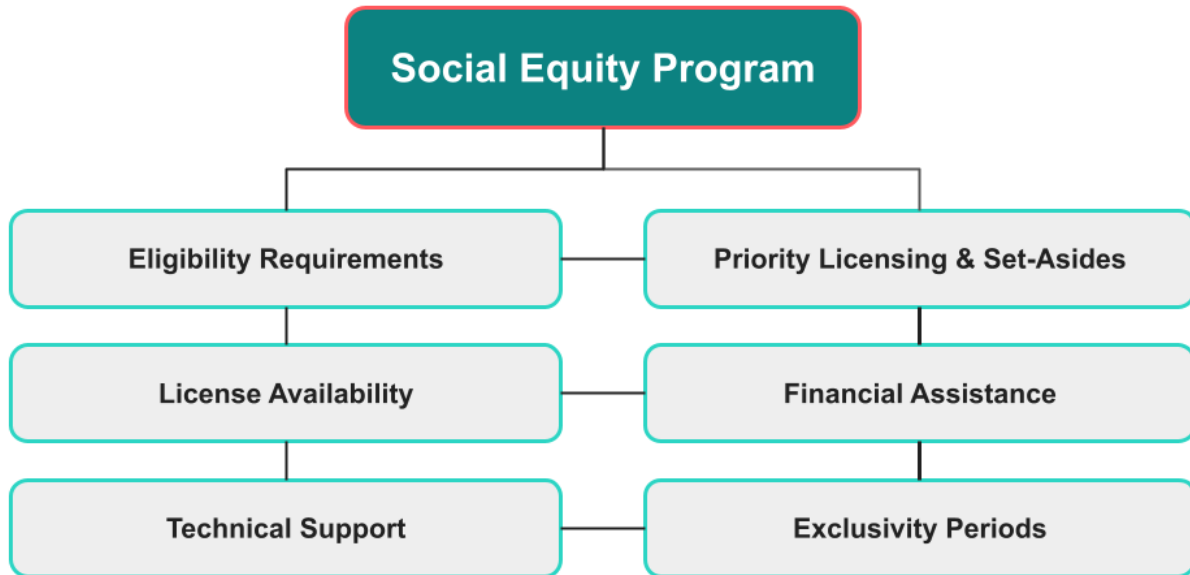 Social Equity Program
Eligibility Requirements
Priority Licensing & Set-Asides
License Availability
Financial Assistance
Technical Support
Exclusivity Periods